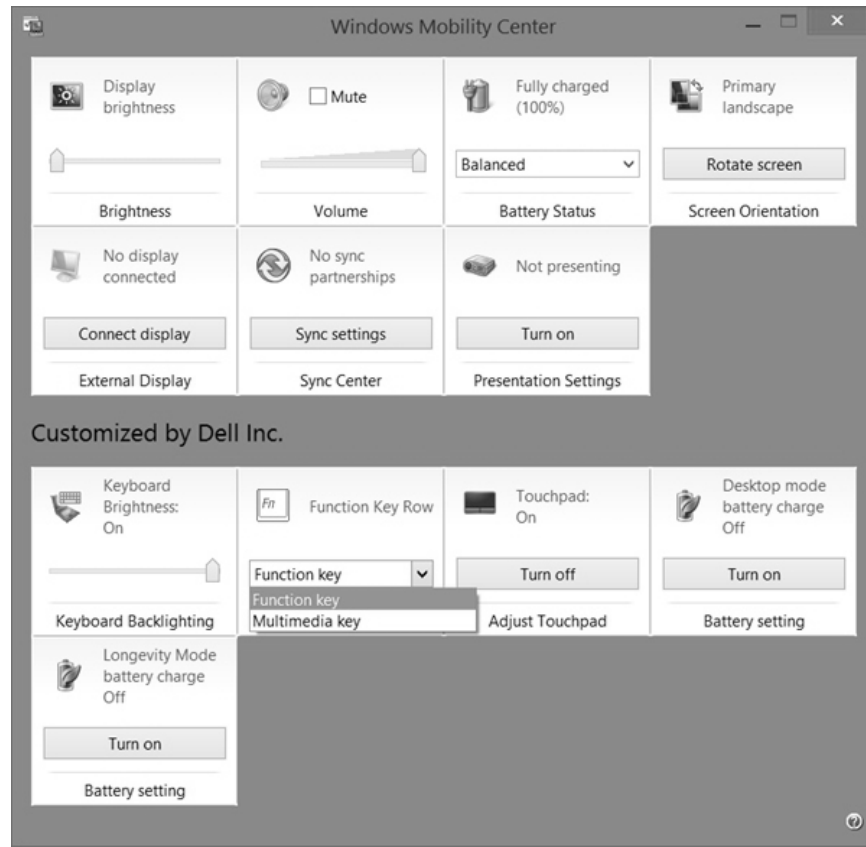 Windows Mobility Center
Display
brightness
Brightness
Mute
Volume
Fully charged
(100%)
Balanced
Battery Status
Primary
landscape
Rotate screen
Screen Orientation
No display
connected
Connect display
External Display
No sync
partnerships
Sync settings
Sync Center
Not presenting
Turn on
Presentation Settings
Customized by Dell Inc.
Keyboard
Brightness:
On
Keyboard Backlighting
Fn
Function Key Row
Function key
Function key
Multimedia key
Touchpad:
On
Turn off
Adjust Touchpad
Desktop mode
battery charge
Off
Turn on
Battery setting
Longevity Mode
battery charge
Off
Turn on
Battery setting